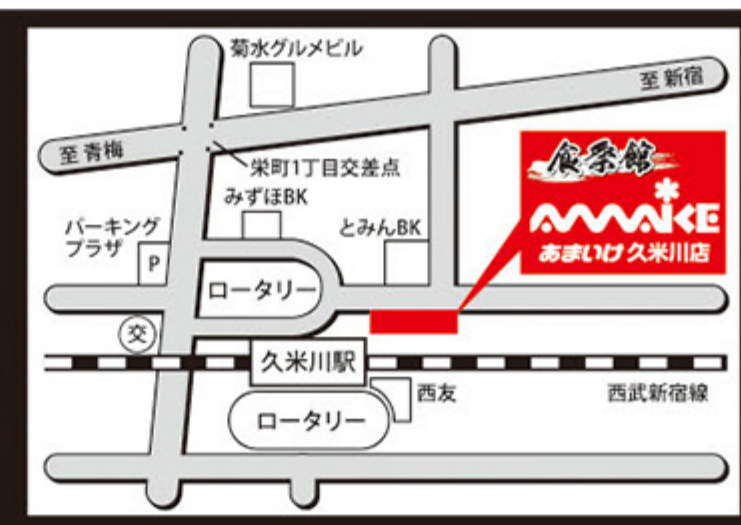 菊水グルメビル
至 新宿
至 青梅
栄町1丁目交差点
みずほBK
とみんBK
パーキング
プラザ
P
ロータリー
食祭館
AMAIKE
あまいけ 久米川店
交
久米川駅
西友
西武新宿線
ロータリー